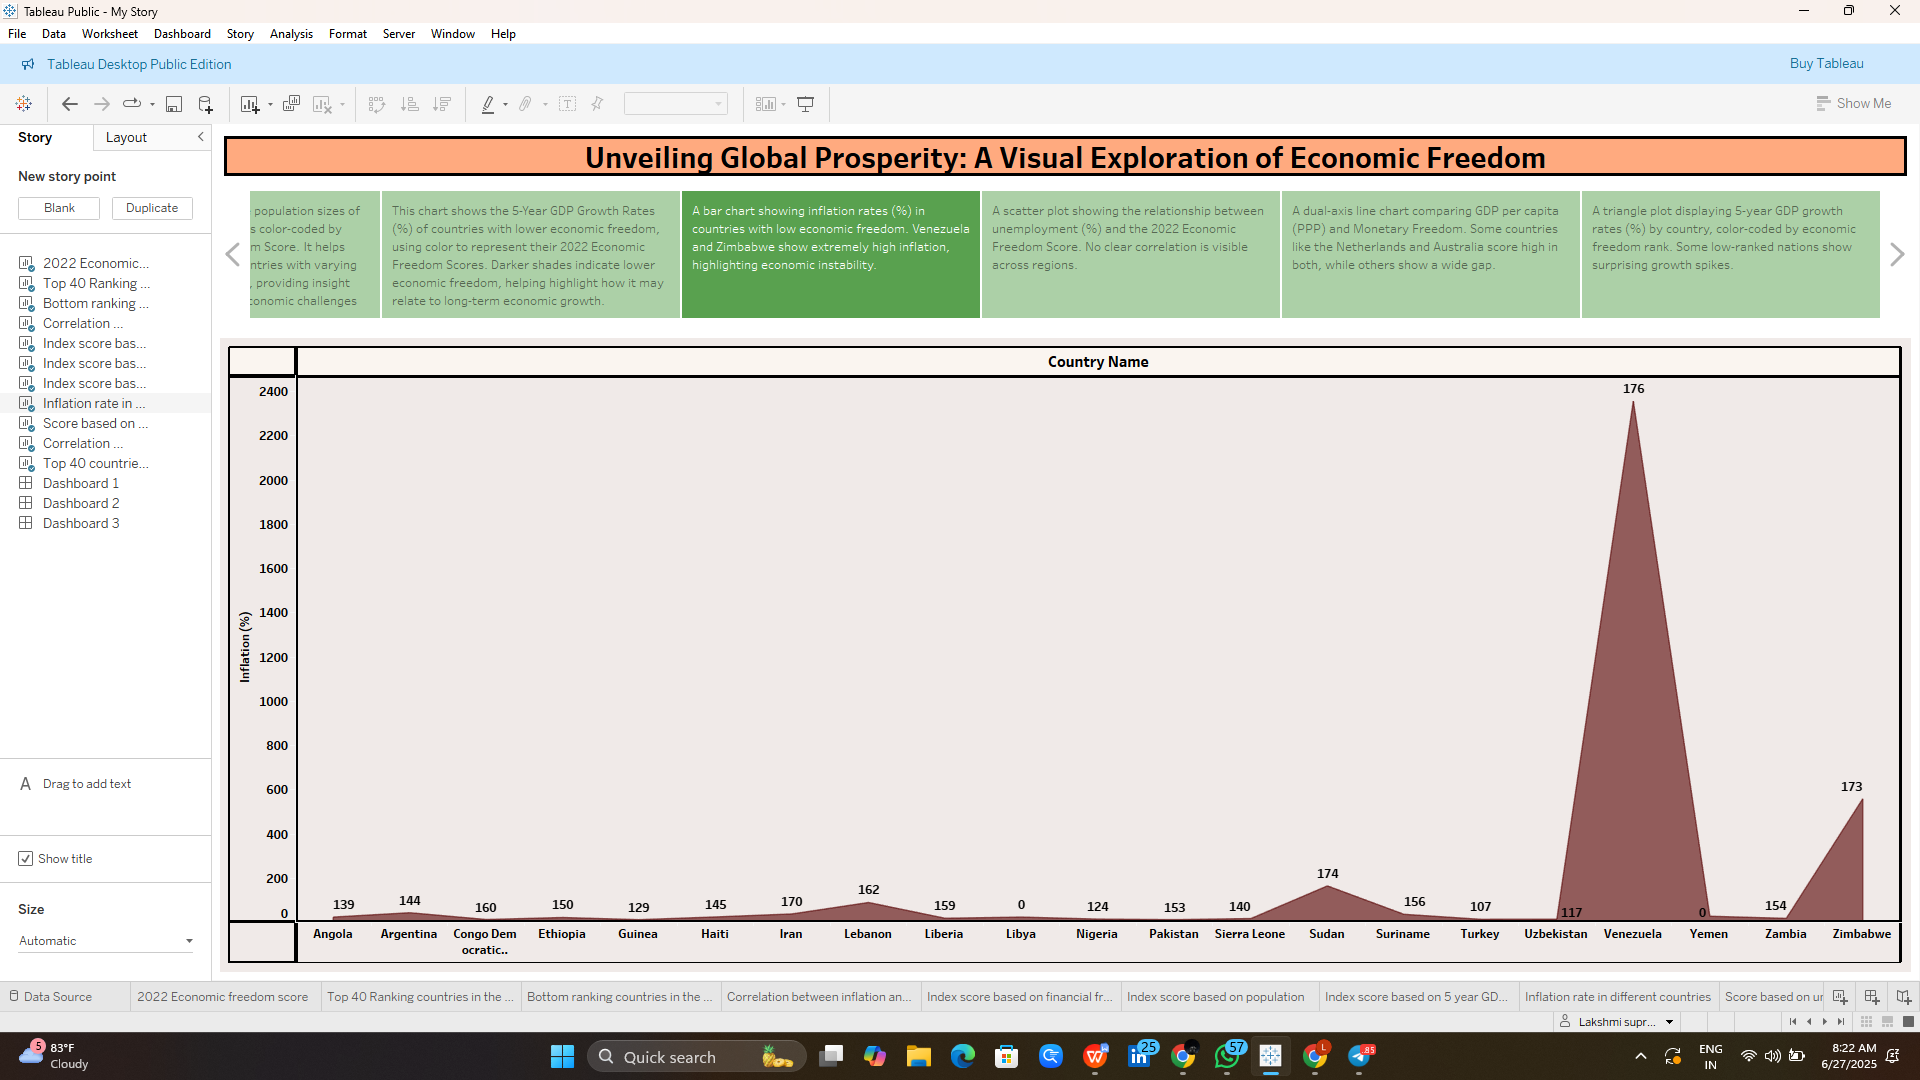 Tableau Public - My Story
File Data Worksheet Dashboard Story Analysis Format Server Window Help
Tableau Desktop Public Edition
Buy Tableau
Show Me
Story
Layout
New story point
Blank
Duplicate
2022 Economic...
Top 40 Ranking ...
Bottom ranking ...
Correlation ...
Index score bas...
Index score bas...
Index score bas...
Inflation rate in ...
Score based on ...
Correlation ...
Top 40 countrie...
Dashboard 1
Dashboard 2
Dashboard 3
A Drag to add text
Show title
Size
Automatic
Unveiling Global Prosperity: A Visual Exploration of Economic Freedom
population sizes of
s color-coded by
m Score. It helps
ntries with varying
, providing insight
conomic challenges
This chart shows the 5-Year GDP Growth Rates
(%) of countries with lower economic freedom,
using color to represent their 2022 Economic
Freedom Scores. Darker shades indicate lower
economic freedom, helping highlight how it may
relate to long-term economic growth.
A bar chart showing inflation rates (%) in
countries with low economic freedom. Venezuela
and Zimbabwe show extremely high inflation,
highlighting economic instability.
A scatter plot showing the relationship between
unemployment (%) and the 2022 Economic
Freedom Score. No clear correlation is visible
across regions.
A dual-axis line chart comparing GDP per capita
(PPP) and Monetary Freedom. Some countries
like the Netherlands and Australia score high in
both, while others show a wide gap.
A triangle plot displaying 5-year GDP growth
rates (%) by country, color-coded by economic
freedom rank. Some low-ranked nations show
surprising growth spikes.
Country Name
Inflation (%)
2400
2200
2000
1800
1600
1400
1200
1000
800
600
400
200
0
139 144 160 150 129 145 170 162 159 0 124 153 140 174 156 107 117 176 0 154 173
Angola Argentina Congo Dem Ethiopia Guinea Haiti Iran Lebanon Liberia Libya Nigeria Pakistan Sierra Leone Sudan Suriname Turkey Uzbekistan Venezuela Yemen Zambia Zimbabwe
ocratic..
Data Source 2022 Economic freedom score Top 40 Ranking countries in the ... Bottom ranking countries in the ... Correlation between inflation an... Index score based on financial fr... Index score based on population Index score based on 5 year GD... Inflation rate in different countries Score based on un
Lakshmi supr...
5
83°F
Cloudy
Quick search
25
57
L
85
ENG
IN
8:22 AM
6/27/2025